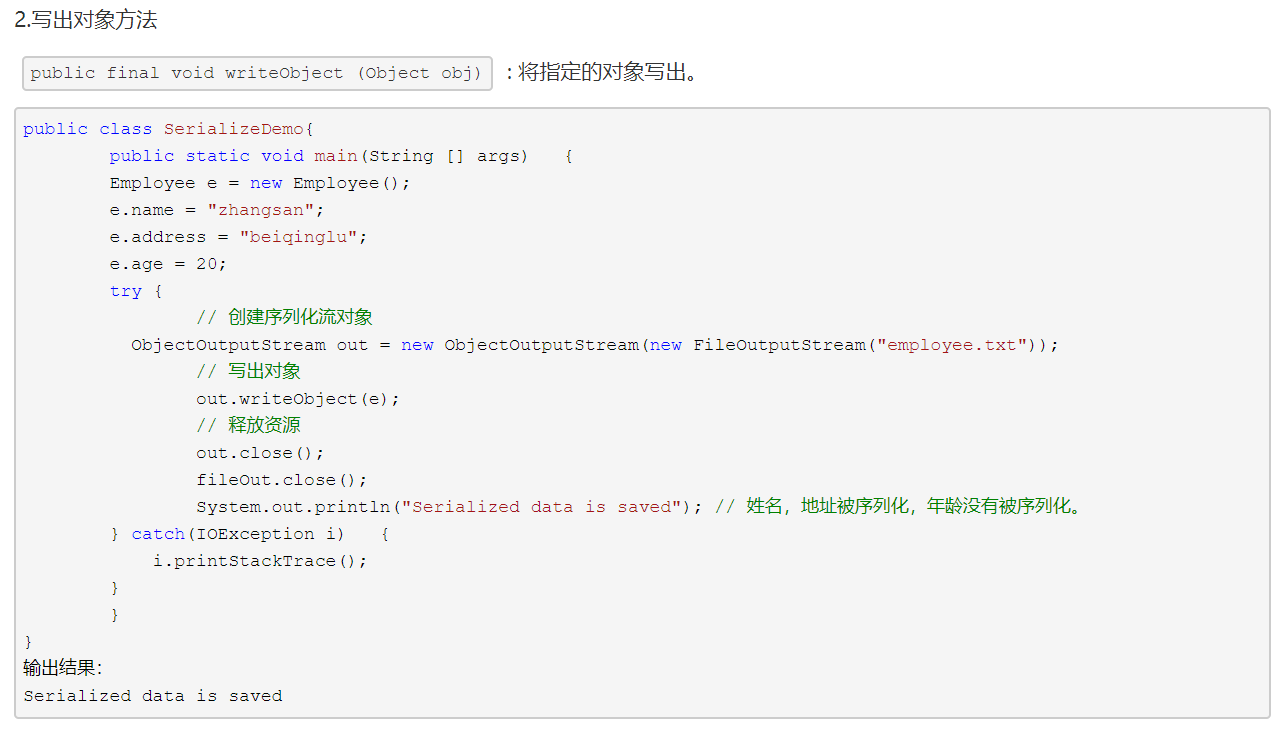 2.写出对象方法
public final void writeObject (Object obj) : 将指定的对象写出。
public class SerializeDemo{
public static void main(String [] args)   {
Employee e = new Employee();
e.name = "zhangsan";
e.address = "beiqinglu";
e.age = 20;
try {
// 创建序列化流对象
ObjectOutputStream out = new ObjectOutputStream(new FileOutputStream("employee.txt"));
// 写出对象
out.writeObject(e);
// 释放资源
out.close();
fileOut.close();
System.out.println("Serialized data is saved"); // 姓名，地址被序列化，年龄没有被序列化。
} catch(IOException i)   {
i.printStackTrace();
}
}
}
输出结果：
Serialized data is saved